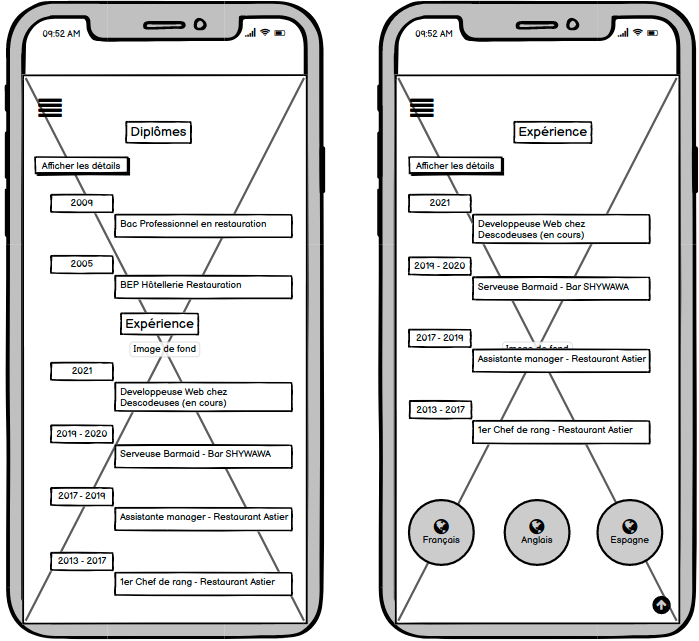 09:52 AM
Diplômes
Afficher les détails
2009
Bac Professionnel en restauration
2005
BEP Hôtellerie Restauration
Expérience
Image de fond
2021
Developpeuse Web chez
Descodeuses (en cours)
2019 - 2020
Serveuse Barmaid - Bar SHYWAWA
2017 - 2019
Assistante manager - Restaurant Astier
2013 - 2017
1er Chef de rang - Restaurant Astier
09:52 AM
Expérience
Afficher les détails
2021
Developpeuse Web chez
Descodeuses (en cours)
2019 - 2020
Serveuse Barmaid - Bar SHYWAWA
2017 - 2019
Image de fond
Assistante manager - Restaurant Astier
2013 - 2017
1er Chef de rang - Restaurant Astier
Français
Anglais
Espagne